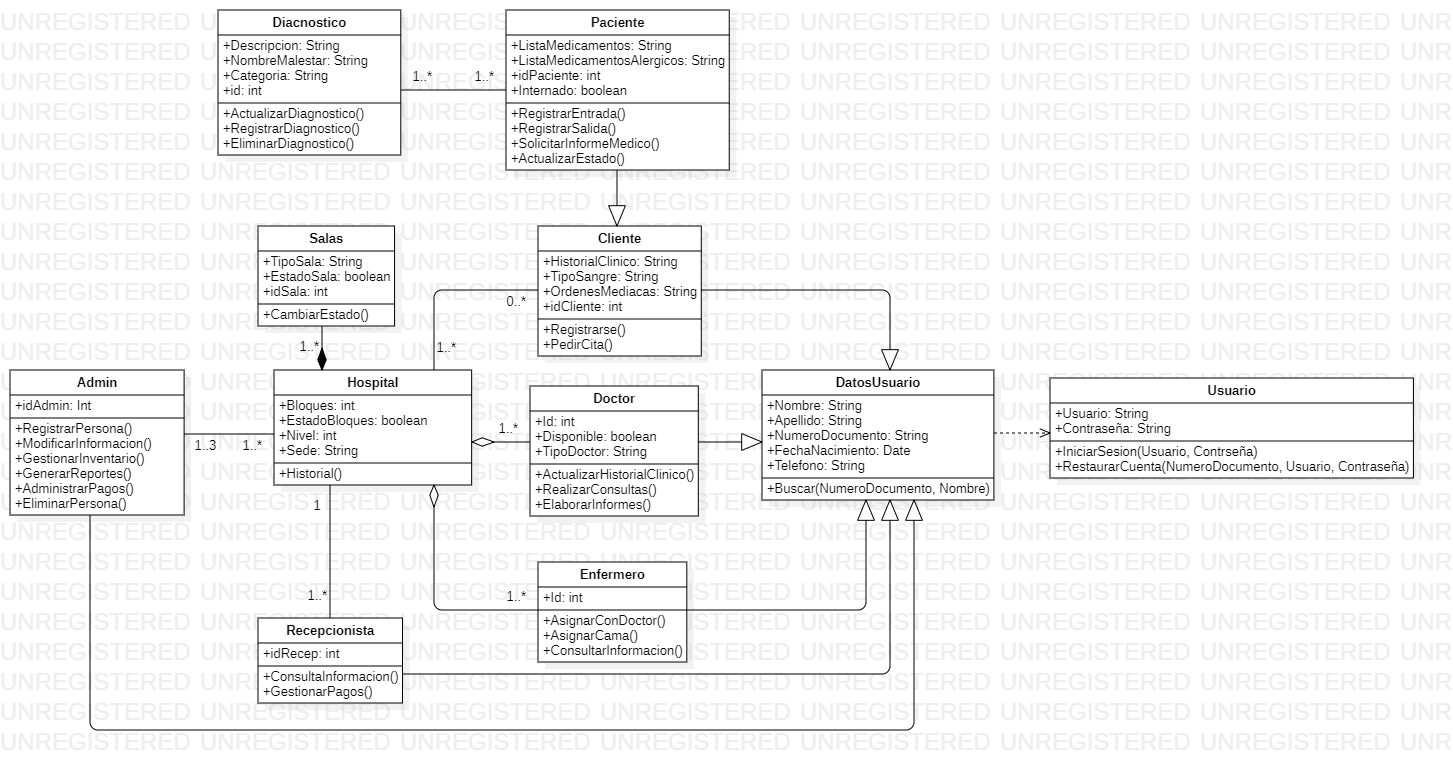 Diagnostico
+Descripcion: String
+NombreMalestar: String
+Categoria: String
+id: int
+ActualizarDiagnostico()
+RegistrarDiagnostico()
+EliminarDiagnostico()
1..*
1..*
Paciente
+ListaMedicamentos: String
+ListaMedicamentosAlergicos: String
+idPaciente: int
+Internado: boolean
+RegistrarEntrada()
+RegistrarSalida()
+SolicitarInformeMedico()
+ActualizarEstado()
Salas
+TipoSala: String
+EstadoSala: boolean
+idSala: int
+CambiarEstado()
1..*
Cliente
+HistorialClinico: String
+TipoSangre: String
+OrdenesMediacas: String
+idCliente: int
+Registrarse()
+PedirCita()
0..*
1..*
Admin
+idAdmin: Int
+RegistrarPersona()
+ModificarInformacion()
+GestionarInventario()
+GenerarReportes()
+AdministrarPagos()
+EliminarPersona()
1..3
1..*
Hospital
+Bloques: int
+EstadoBloques: boolean
+Nivel: int
+Sede: String
+Historial()
1..*
Doctor
+Id: int
+Disponible: boolean
+TipoDoctor: String
+ActualizarHistorialClinico()
+RealizarConsultas()
+ElaborarInformes()
DatosUsuario
+Nombre: String
+Apellido: String
+NumeroDocumento: String
+FechaNacimiento: Date
+Telefono: String
+Buscar(NumeroDocumento, Nombre)
Usuario
+Usuario: String
+Contraseña: String
+IniciarSesion(Usuario, Contrseña)
+RestaurarCuenta(NumeroDocumento, Usuario, Contraseña)
1
1..*
1..*
Enfermero
+Id: int
+AsignarConDoctor()
+AsignarCama()
+ConsultarInformacion()
Recepcionista
+idRecep: int
+ConsultaInformacion()
+GestionarPagos()
UNREGISTERED